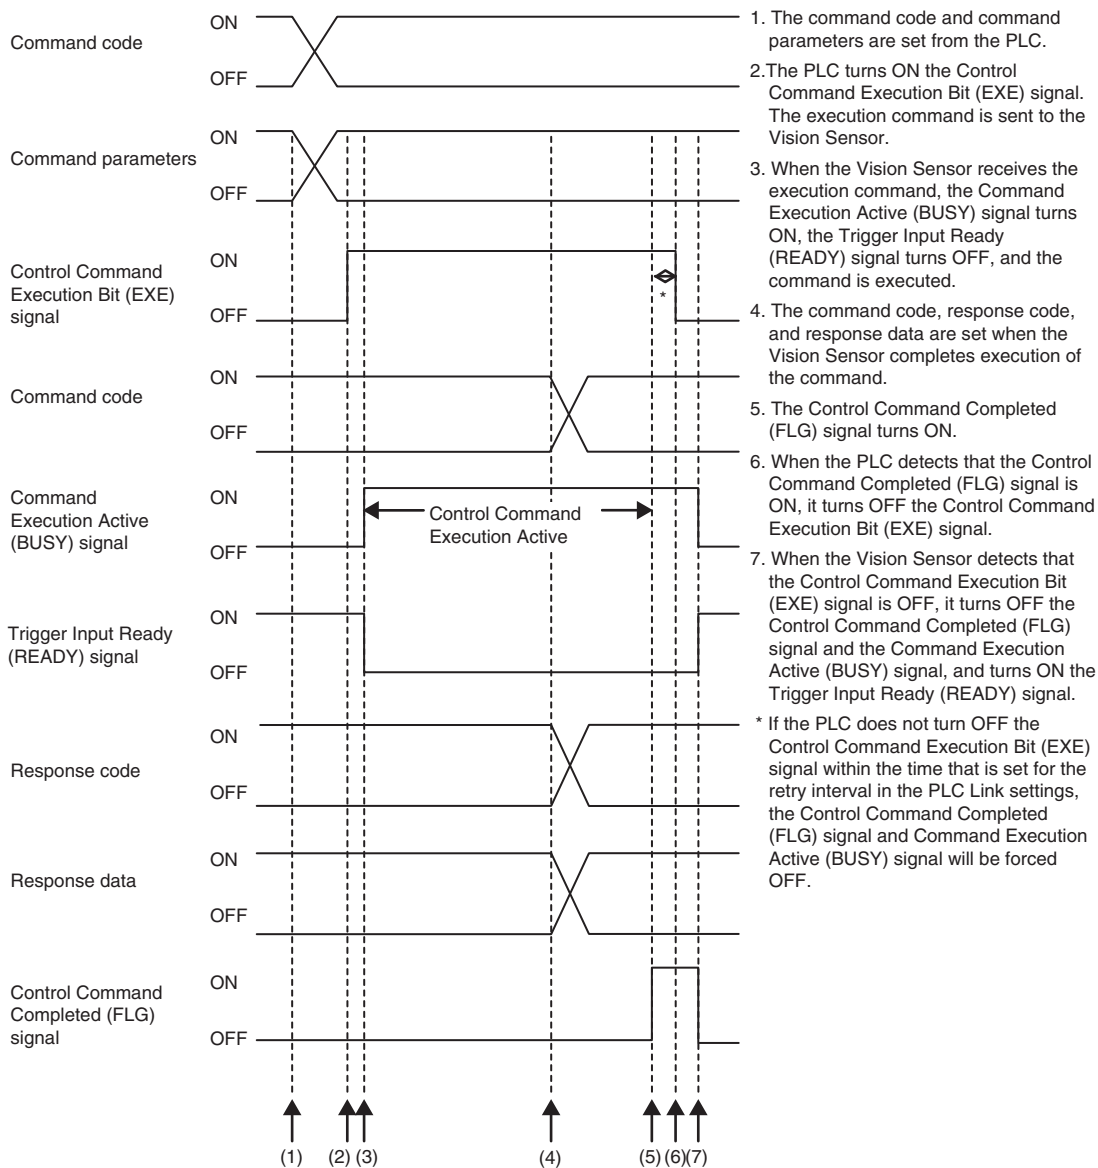 Command code
ON
OFF
Command parameters
ON
OFF
Control Command
Execution Bit (EXE)
signal
ON
OFF
*
Command code
ON
OFF
Command
Execution Active
(BUSY) signal
ON
OFF
Control Command
Execution Active
Trigger Input Ready
(READY) signal
ON
OFF
Response code
ON
OFF
Response data
ON
OFF
Control Command
Completed (FLG)
signal
ON
OFF
(1) (2) (3) (4) (5) (6)(7)
1. The command code and command
parameters are set from the PLC.
2.The PLC turns ON the Control
Command Execution Bit (EXE) signal.
The execution command is sent to the
Vision Sensor.
3. When the Vision Sensor receives the
execution command, the Command
Execution Active (BUSY) signal turns
ON, the Trigger Input Ready
(READY) signal turns OFF, and the
command is executed.
4. The command code, response code,
and response data are set when the
Vision Sensor completes execution of
the command.
5. The Control Command Completed
(FLG) signal turns ON.
6. When the PLC detects that the Control
Command Completed (FLG) signal is
ON, it turns OFF the Control Command
Execution Bit (EXE) signal.
7. When the Vision Sensor detects that
the Control Command Execution Bit
(EXE) signal is OFF, it turns OFF the
Control Command Completed (FLG)
signal and the Command Execution
Active (BUSY) signal, and turns ON the
Trigger Input Ready (READY) signal.
* If the PLC does not turn OFF the
Control Command Execution Bit (EXE)
signal within the time that is set for the
retry interval in the PLC Link settings,
the Control Command Completed
(FLG) signal and Command Execution
Active (BUSY) signal will be forced
OFF.